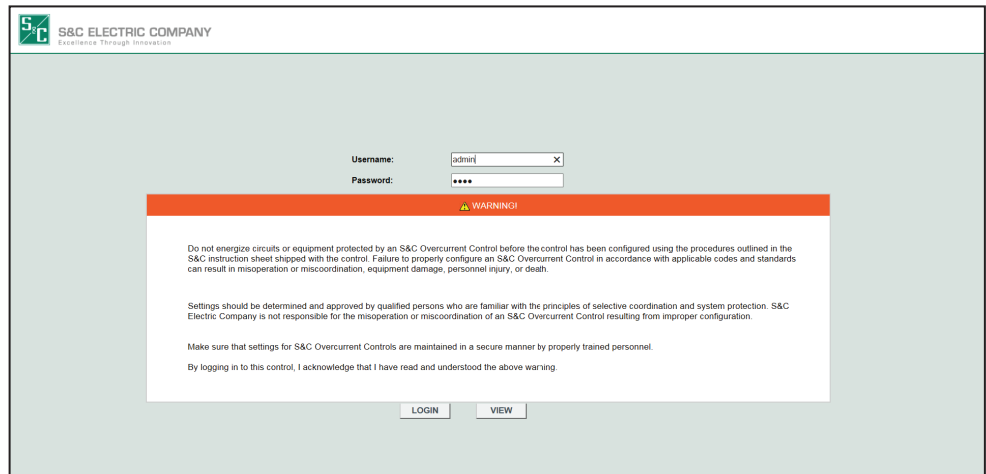 S&C
S&C ELECTRIC COMPANY
Excellence Through Innovation
Username: admin
Password: ••••
⚠ WARNING!
Do not energize circuits or equipment protected by an S&C Overcurrent Control before the control has been configured using the procedures outlined in the
S&C instruction sheet shipped with the control. Failure to properly configure an S&C Overcurrent Control in accordance with applicable codes and standards
can result in misoperation or miscoordination, equipment damage, personnel injury, or death.
Settings should be determined and approved by qualified persons who are familiar with the principles of selective coordination and system protection. S&C
Electric Company is not responsible for the misoperation or miscoordination of an S&C Overcurrent Control resulting from improper configuration.
Make sure that settings for S&C Overcurrent Controls are maintained in a secure manner by properly trained personnel.
By logging in to this control, I acknowledge that I have read and understood the above warning.
LOGIN VIEW